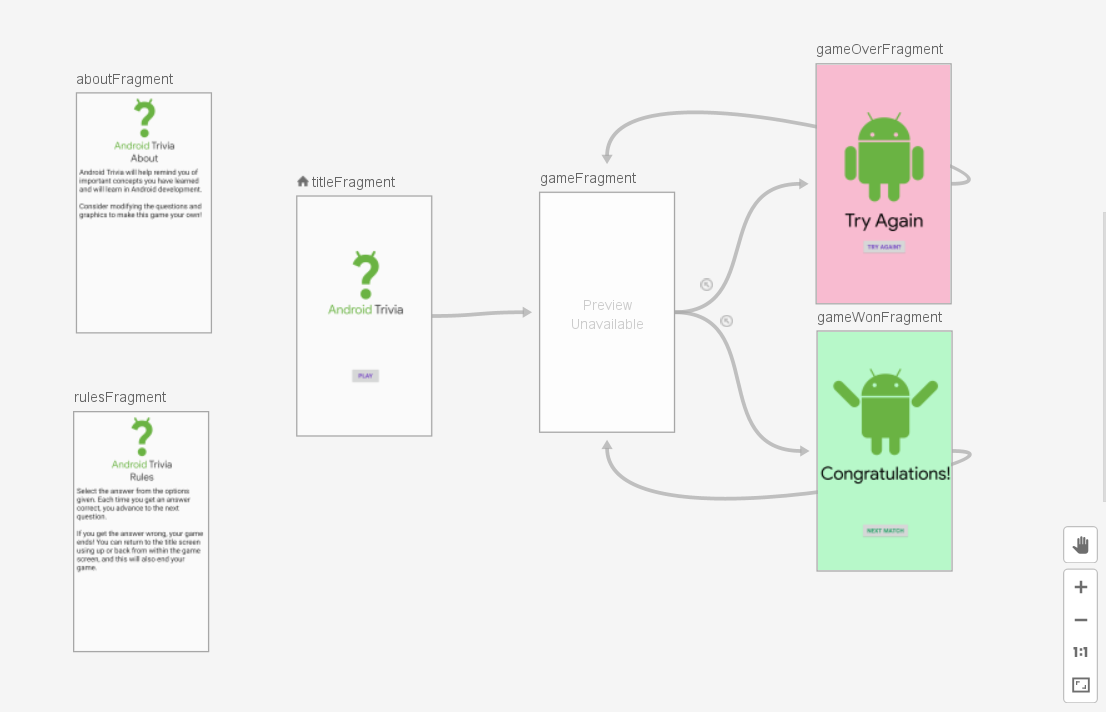 aboutFragment
Android Trivia
About
Android Trivia will help remind you of
important concepts you have learned
and will learn in Android development.
Consider modifying the questions and
graphics to make this game your own!
rulesFragment
Android Trivia
Rules
Select the answer from the options
given. Each time you get an answer
correct, you advance to the next
question.
If you get the answer wrong, your game
ends! You can return to the title screen
using up or back from within the game
screen, and this will also end your
game.
titleFragment
Android Trivia
PLAY
gameFragment
Preview
Unavailable
gameOverFragment
Try Again
TRY AGAIN?
gameWonFragment
Congratulations!
NEXT MATCH
1:1